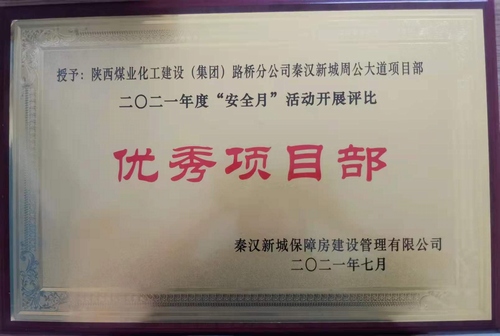 授予：陕西煤业化工建设（集团）路桥分公司秦汉新城周公大道项目部
二〇二一年度“安全月”活动开展评比
优秀项目部
秦汉新城保障房建设管理有限公司
二〇二一年七月